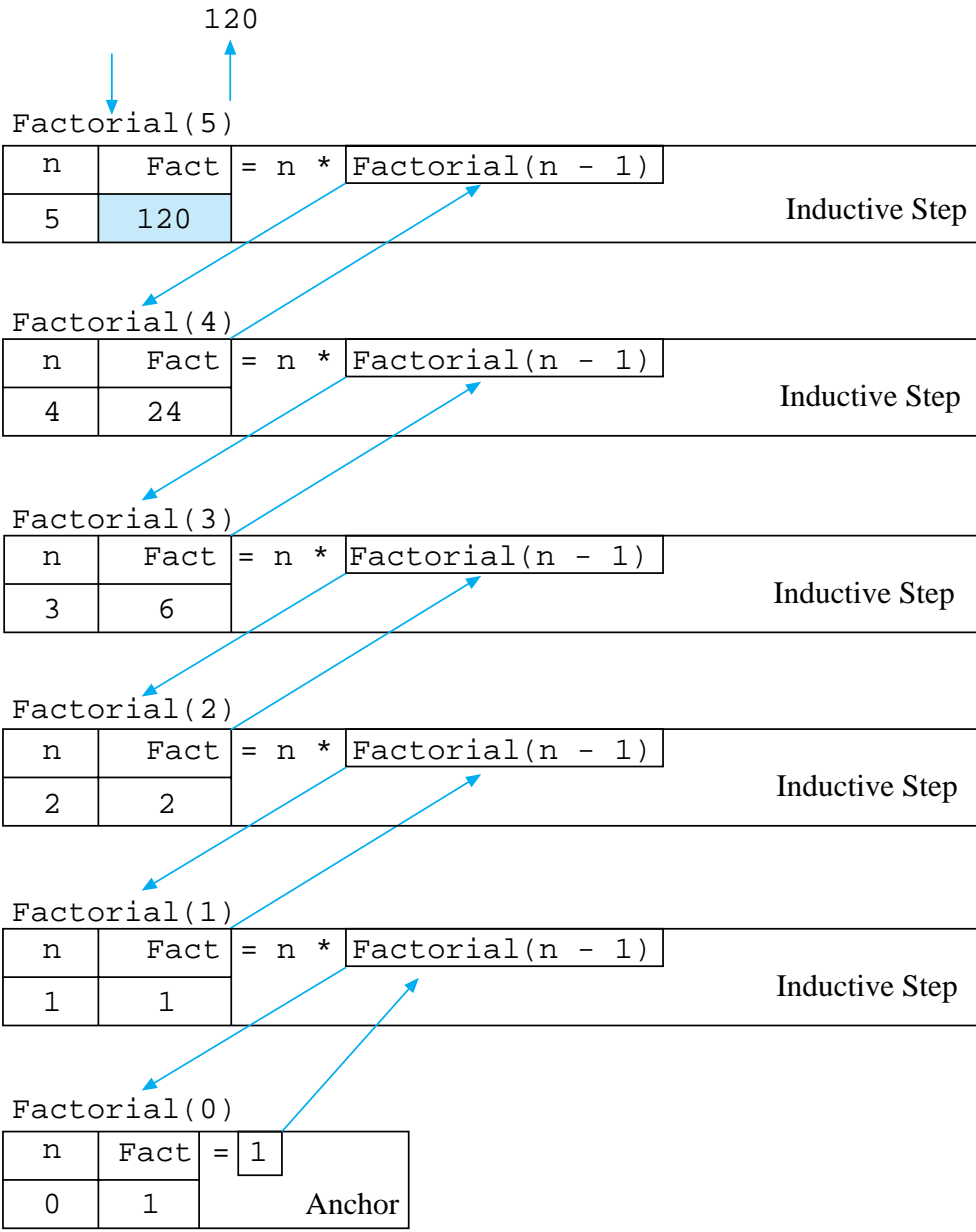 120
Factorial(5)
n Fact = n * Factorial(n - 1)
5 120 Inductive Step
Factorial(4)
n Fact = n * Factorial(n - 1)
4 24 Inductive Step
Factorial(3)
n Fact = n * Factorial(n - 1)
3 6 Inductive Step
Factorial(2)
n Fact = n * Factorial(n - 1)
2 2 Inductive Step
Factorial(1)
n Fact = n * Factorial(n - 1)
1 1 Inductive Step
Factorial(0)
n Fact = 1
0 1 Anchor